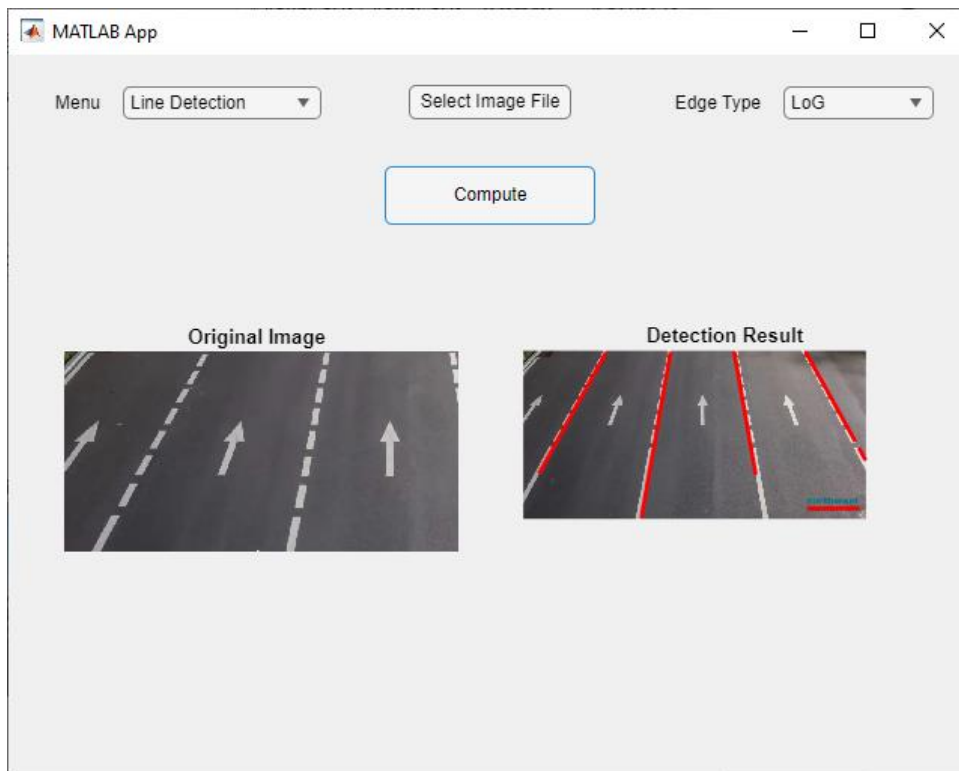 MATLAB App
Menu Line Detection Select Image File Edge Type LoG
Compute
Original Image Detection Result